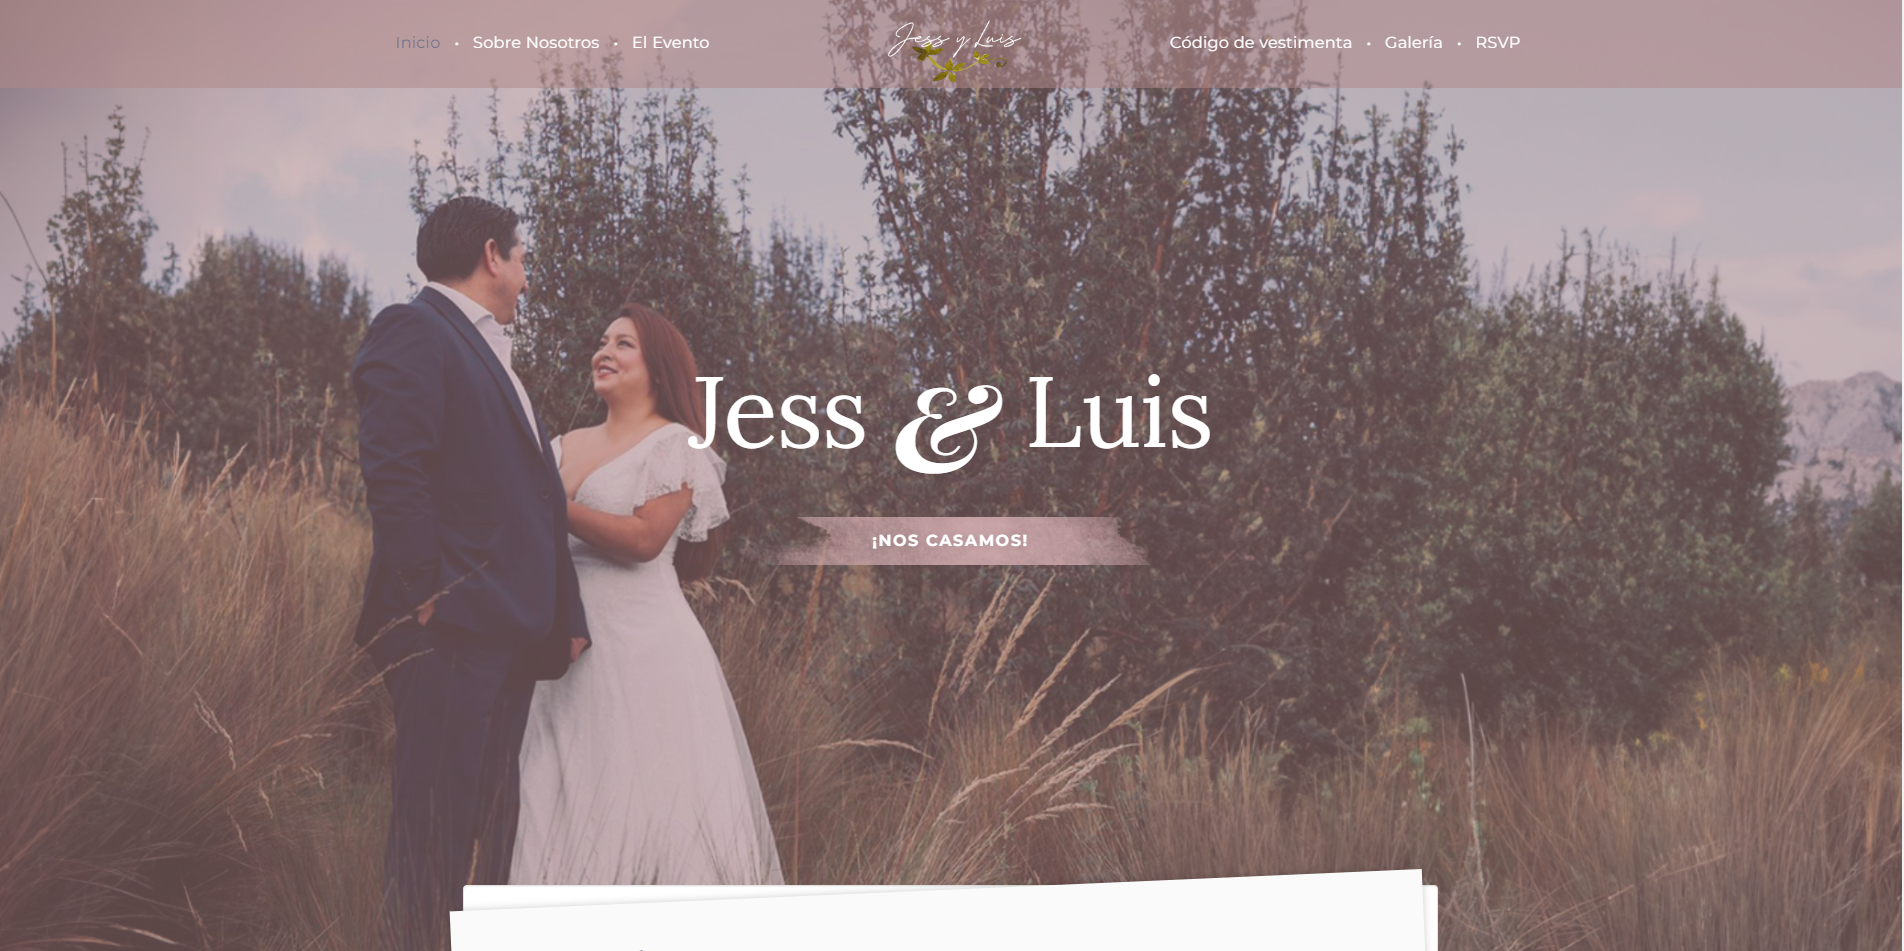 Inicio • Sobre Nosotros • El Evento
Jess y Luis
Código de vestimenta • Galería • RSVP
Jess & Luis
¡NOS CASAMOS!